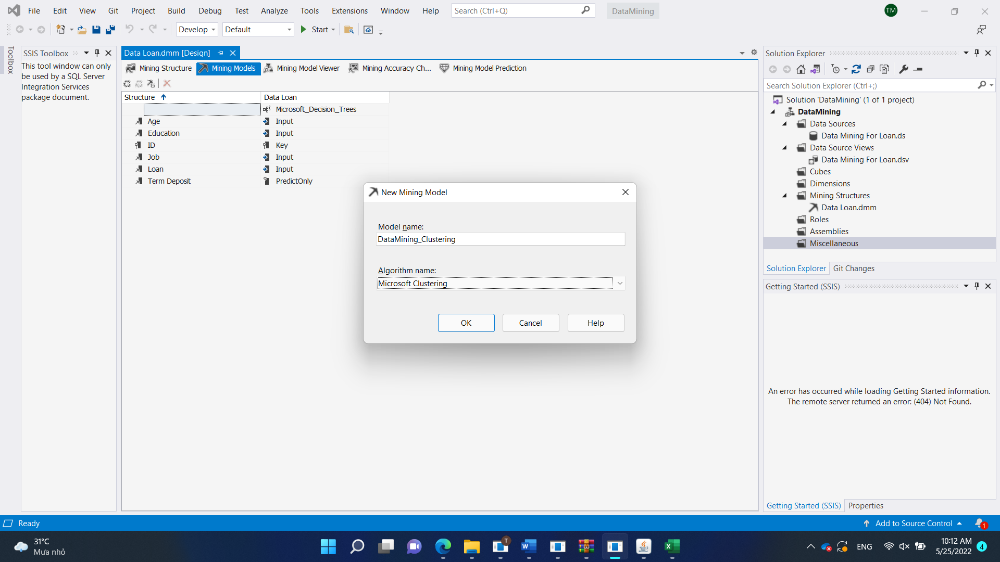 File Edit View Git Project Build Debug Test Analyze Tools Extensions Window Help Search (Ctrl+Q) DataMining TM
Develop Default Start
Toolbox
SSIS Toolbox
This tool window can only
be used by a SQL Server
Integration Services
package document.
Data Loan.dmm [Design]
Mining Structure Mining Models Mining Model Viewer Mining Accuracy Ch... Mining Model Prediction
Structure Data Loan
Microsoft_Decision_Trees
Age Input
Education Input
ID Key
Job Input
Loan Input
Term Deposit PredictOnly
New Mining Model
Model name:
DataMining_Clustering
Algorithm name:
Microsoft Clustering
OK Cancel Help
Solution Explorer
Search Solution Explorer (Ctrl+;)
Solution 'DataMining' (1 of 1 project)
DataMining
Data Sources
Data Mining For Loan.ds
Data Source Views
Data Mining For Loan.dsv
Cubes
Dimensions
Mining Structures
Data Loan.dmm
Roles
Assemblies
Miscellaneous
Solution Explorer Git Changes
Getting Started (SSIS)
An error has occurred while loading Getting Started information.
The remote server returned an error: (404) Not Found.
Getting Started (SSIS) Properties
Ready Add to Source Control 1
31°C
Mưa nhỏ
T
ENG
10:12 AM
5/25/2022
4